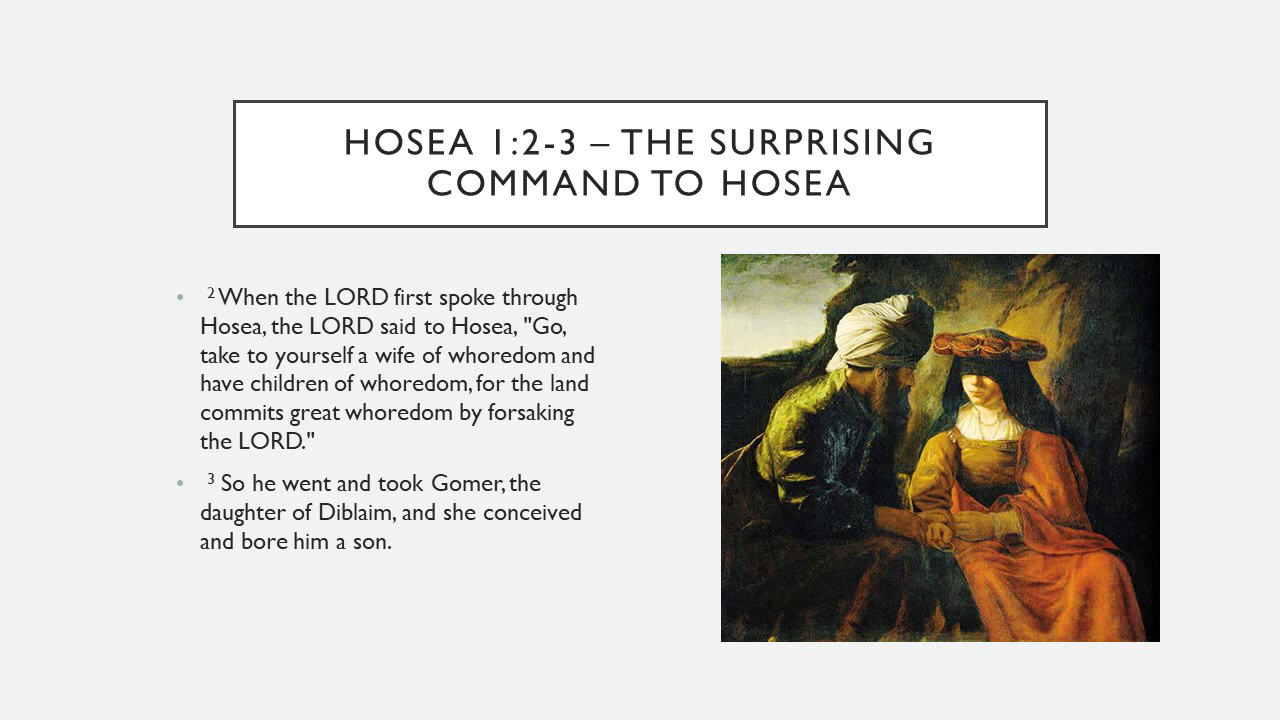 HOSEA 1:2-3 – THE SURPRISING
COMMAND TO HOSEA
• 2 When the LORD first spoke through
Hosea, the LORD said to Hosea, "Go,
take to yourself a wife of whoredom and
have children of whoredom, for the land
commits great whoredom by forsaking
the LORD."
• 3 So he went and took Gomer, the
daughter of Diblaim, and she conceived
and bore him a son.